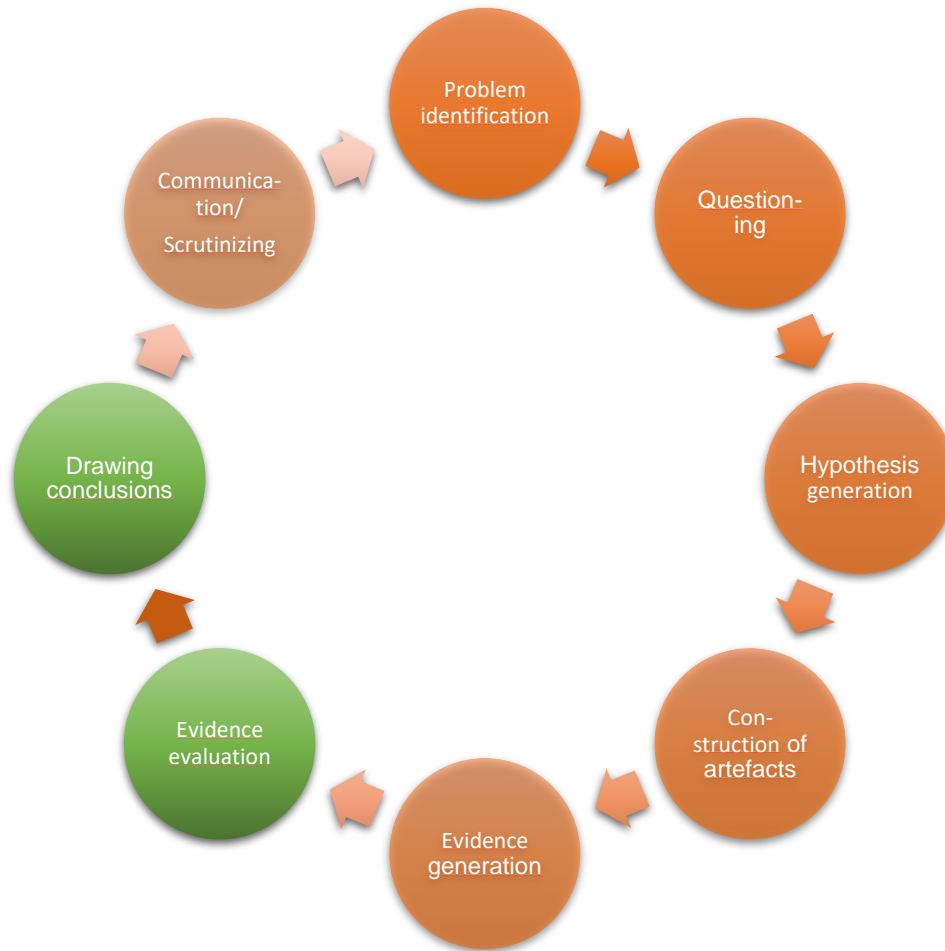 Problem
identification
Question-
ing
Hypothesis
generation
Con-
struction of
artefacts
Evidence
generation
Evidence
evaluation
Drawing
conclusions
Communica-
tion/
Scrutinizing